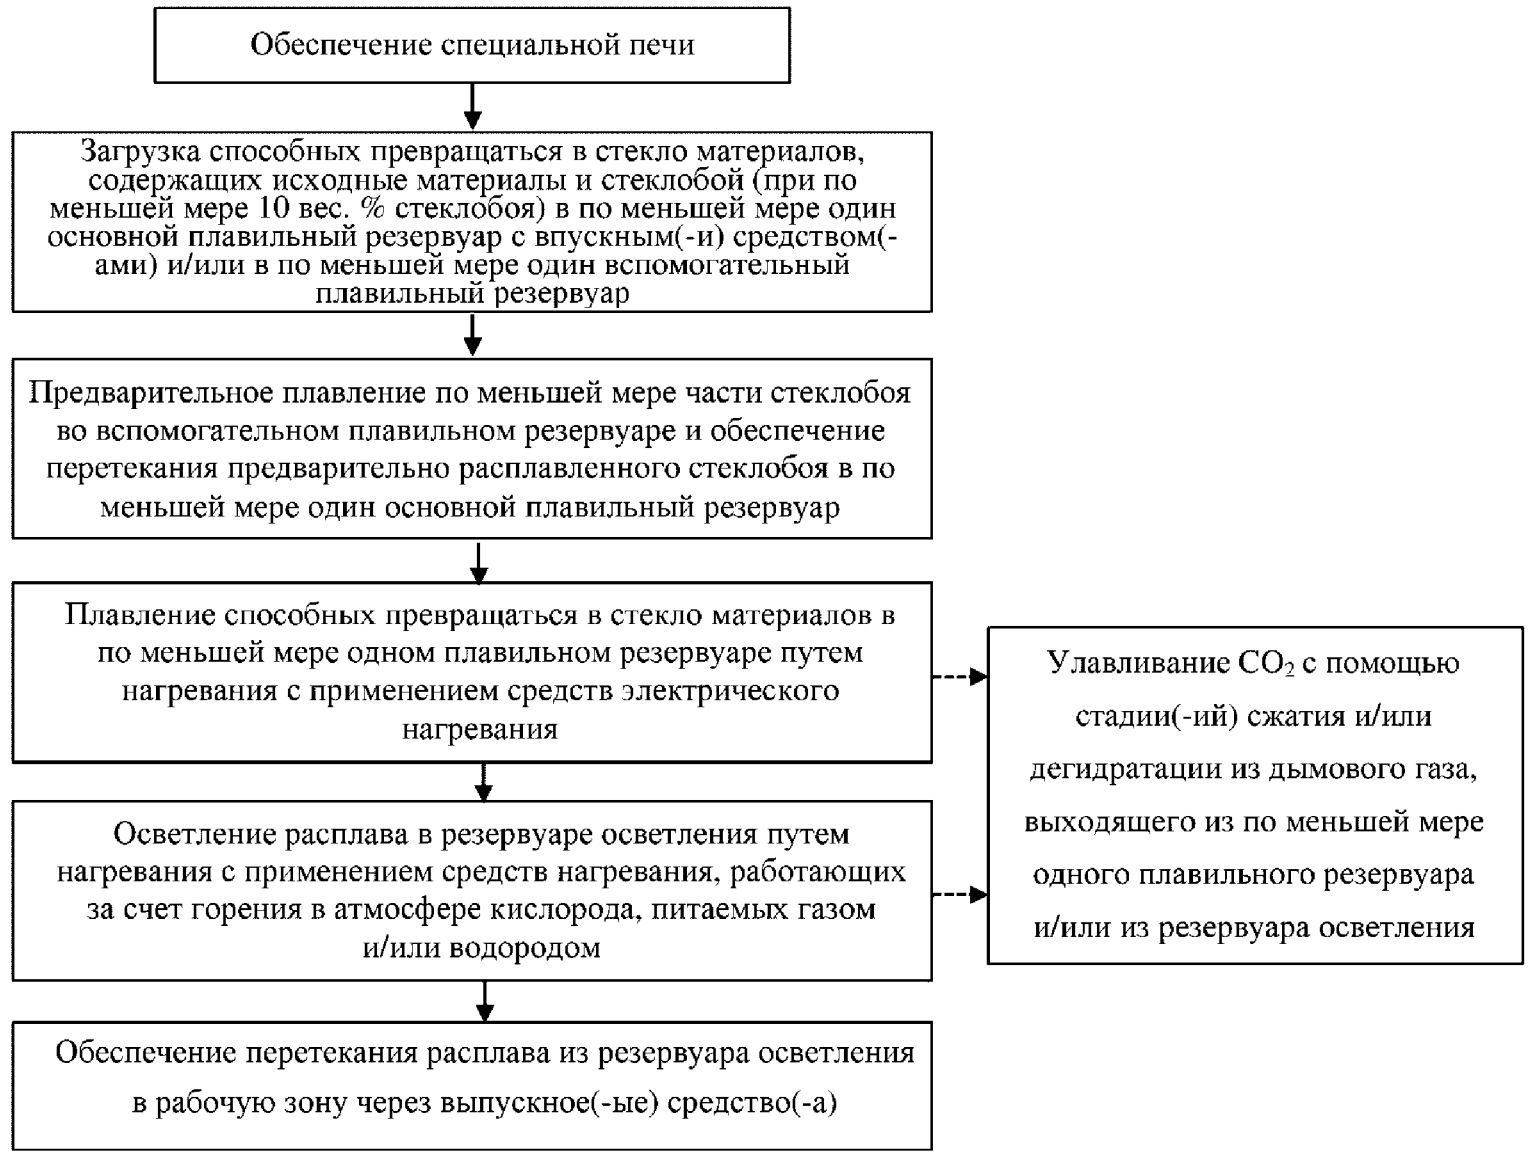 Обеспечение специальной печи
Загрузка способных превращаться в стекло материалов,
содержащих исходные материалы и стеклобой (при по
меньшей мере 10 вес. % стеклобоя) в по меньшей мере один
основной плавильный резервуар с впускным(-и) средством(-
ами) и/или в по меньшей мере один вспомогательный
плавильный резервуар
Предварительное плавление по меньшей мере части стеклобоя
во вспомогательном плавильном резервуаре и обеспечение
перетекания предварительно расплавленного стеклобоя в по
меньшей мере один основной плавильный резервуар
Плавление способных превращаться в стекло материалов в
по меньшей мере одном плавильном резервуаре путем
нагревания с применением средств электрического
нагревания
Улавливание CO₂ с помощью
стадии(-ий) сжатия и/или
дегидратации из дымового газа,
выходящего из по меньшей мере
одного плавильного резервуара
и/или из резервуара осветления
Осветление расплава в резервуаре осветления путем
нагревания с применением средств нагревания, работающих
за счет горения в атмосфере кислорода, питаемых газом
и/или водородом
Обеспечение перетекания расплава из резервуара осветления
в рабочую зону через выпускное(-ые) средство(-а)